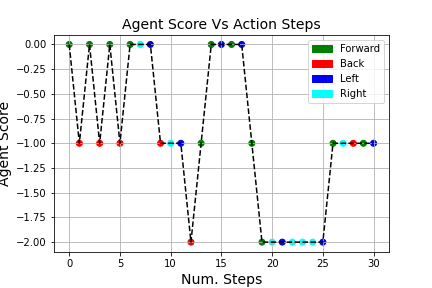 Agent Score Vs Action Steps
0.00
−0.25
−0.50
−0.75
−1.00
−1.25
−1.50
−1.75
−2.00
Agent Score
Forward
Back
Left
Right
0 5 10 15 20 25 30
Num. Steps